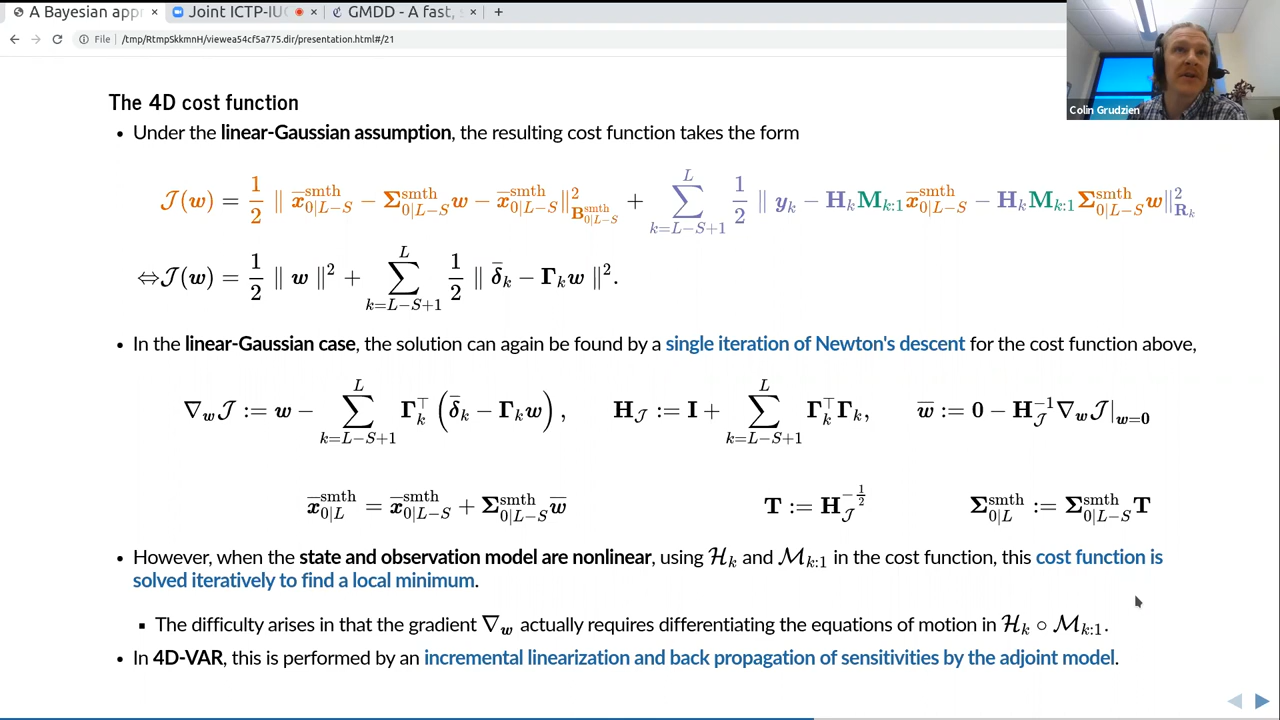 A Bayesian appr
Joint ICTP-IU
GMDD - A fast,
File | /tmp/RtmpSkkmnH/viewea54cf5a775.dir/presentation.html#/21
Colin Grudzien
The 4D cost function
• Under the linear-Gaussian assumption, the resulting cost function takes the form
𝒥(w) = 1/2 ‖ x̄^smth_{0|L−S} − Σ^smth_{0|L−S} w − x̄^smth_{0|L−S} ‖²_{B^smth_{0|L−S}} + ∑_{k=L−S+1}^{L} 1/2 ‖ y_k − H_k M_{k:1} x̄^smth_{0|L−S} − H_k M_{k:1} Σ^smth_{0|L−S} w ‖²_{R_k}
⇔ 𝒥(w) = 1/2 ‖ w ‖² + ∑_{k=L−S+1}^{L} 1/2 ‖ δ̄_k − Γ_k w ‖².
• In the linear-Gaussian case, the solution can again be found by a single iteration of Newton's descent for the cost function above,
∇_w 𝒥 := w − ∑_{k=L−S+1}^{L} Γ_k^⊤ (δ̄_k − Γ_k w), H_𝒥 := I + ∑_{k=L−S+1}^{L} Γ_k^⊤ Γ_k, w̄ := 0 − H_𝒥^{−1} ∇_w 𝒥|_{w=0}
x̄^smth_{0|L} = x̄^smth_{0|L−S} + Σ^smth_{0|L−S} w̄ T := H_𝒥^{−1/2} Σ^smth_{0|L} := Σ^smth_{0|L−S} T
• However, when the state and observation model are nonlinear, using ℋ_k and ℳ_{k:1} in the cost function, this cost function is
solved iteratively to find a local minimum.
▪ The difficulty arises in that the gradient ∇_w actually requires differentiating the equations of motion in ℋ_k ∘ ℳ_{k:1}.
• In 4D-VAR, this is performed by an incremental linearization and back propagation of sensitivities by the adjoint model.